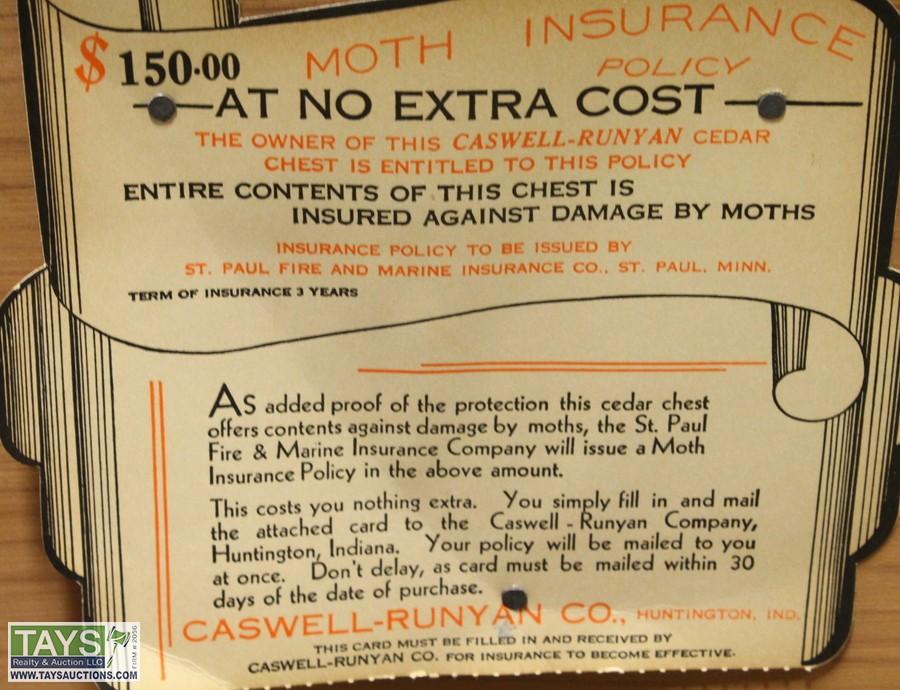 $150.00 MOTH INSURANCE
POLICY
AT NO EXTRA COST
THE OWNER OF THIS CASWELL-RUNYAN CEDAR
CHEST IS ENTITLED TO THIS POLICY
ENTIRE CONTENTS OF THIS CHEST IS
INSURED AGAINST DAMAGE BY MOTHS
INSURANCE POLICY TO BE ISSUED BY
ST. PAUL FIRE AND MARINE INSURANCE CO., ST. PAUL, MINN.
TERM OF INSURANCE 3 YEARS
As added proof of the protection this cedar chest
offers contents against damage by moths, the St. Paul
Fire & Marine Insurance Company will issue a Moth
Insurance Policy in the above amount.
This costs you nothing extra. You simply fill in and mail
the attached card to the Caswell-Runyan Company,
Huntington, Indiana. Your policy will be mailed to you
at once. Don't delay, as card must be mailed within 30
days of the date of purchase.
CASWELL-RUNYAN CO., HUNTINGTON, IND.
THIS CARD MUST BE FILLED IN AND RECEIVED BY
CASWELL-RUNYAN CO. FOR INSURANCE TO BECOME EFFECTIVE.
TAYS
Realty & Auction LLC
FIRM # 2056
WWW.TAYSAUCTIONS.COM